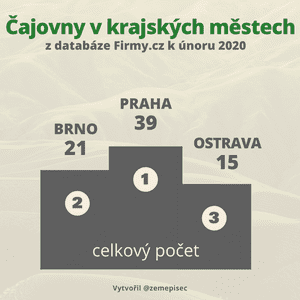 Čajovny v krajských městech
z databáze Firmy.cz k únoru 2020
PRAHA
39
BRNO
21
OSTRAVA
15
1
2
3
celkový počet
Vytvořil @zemepisec